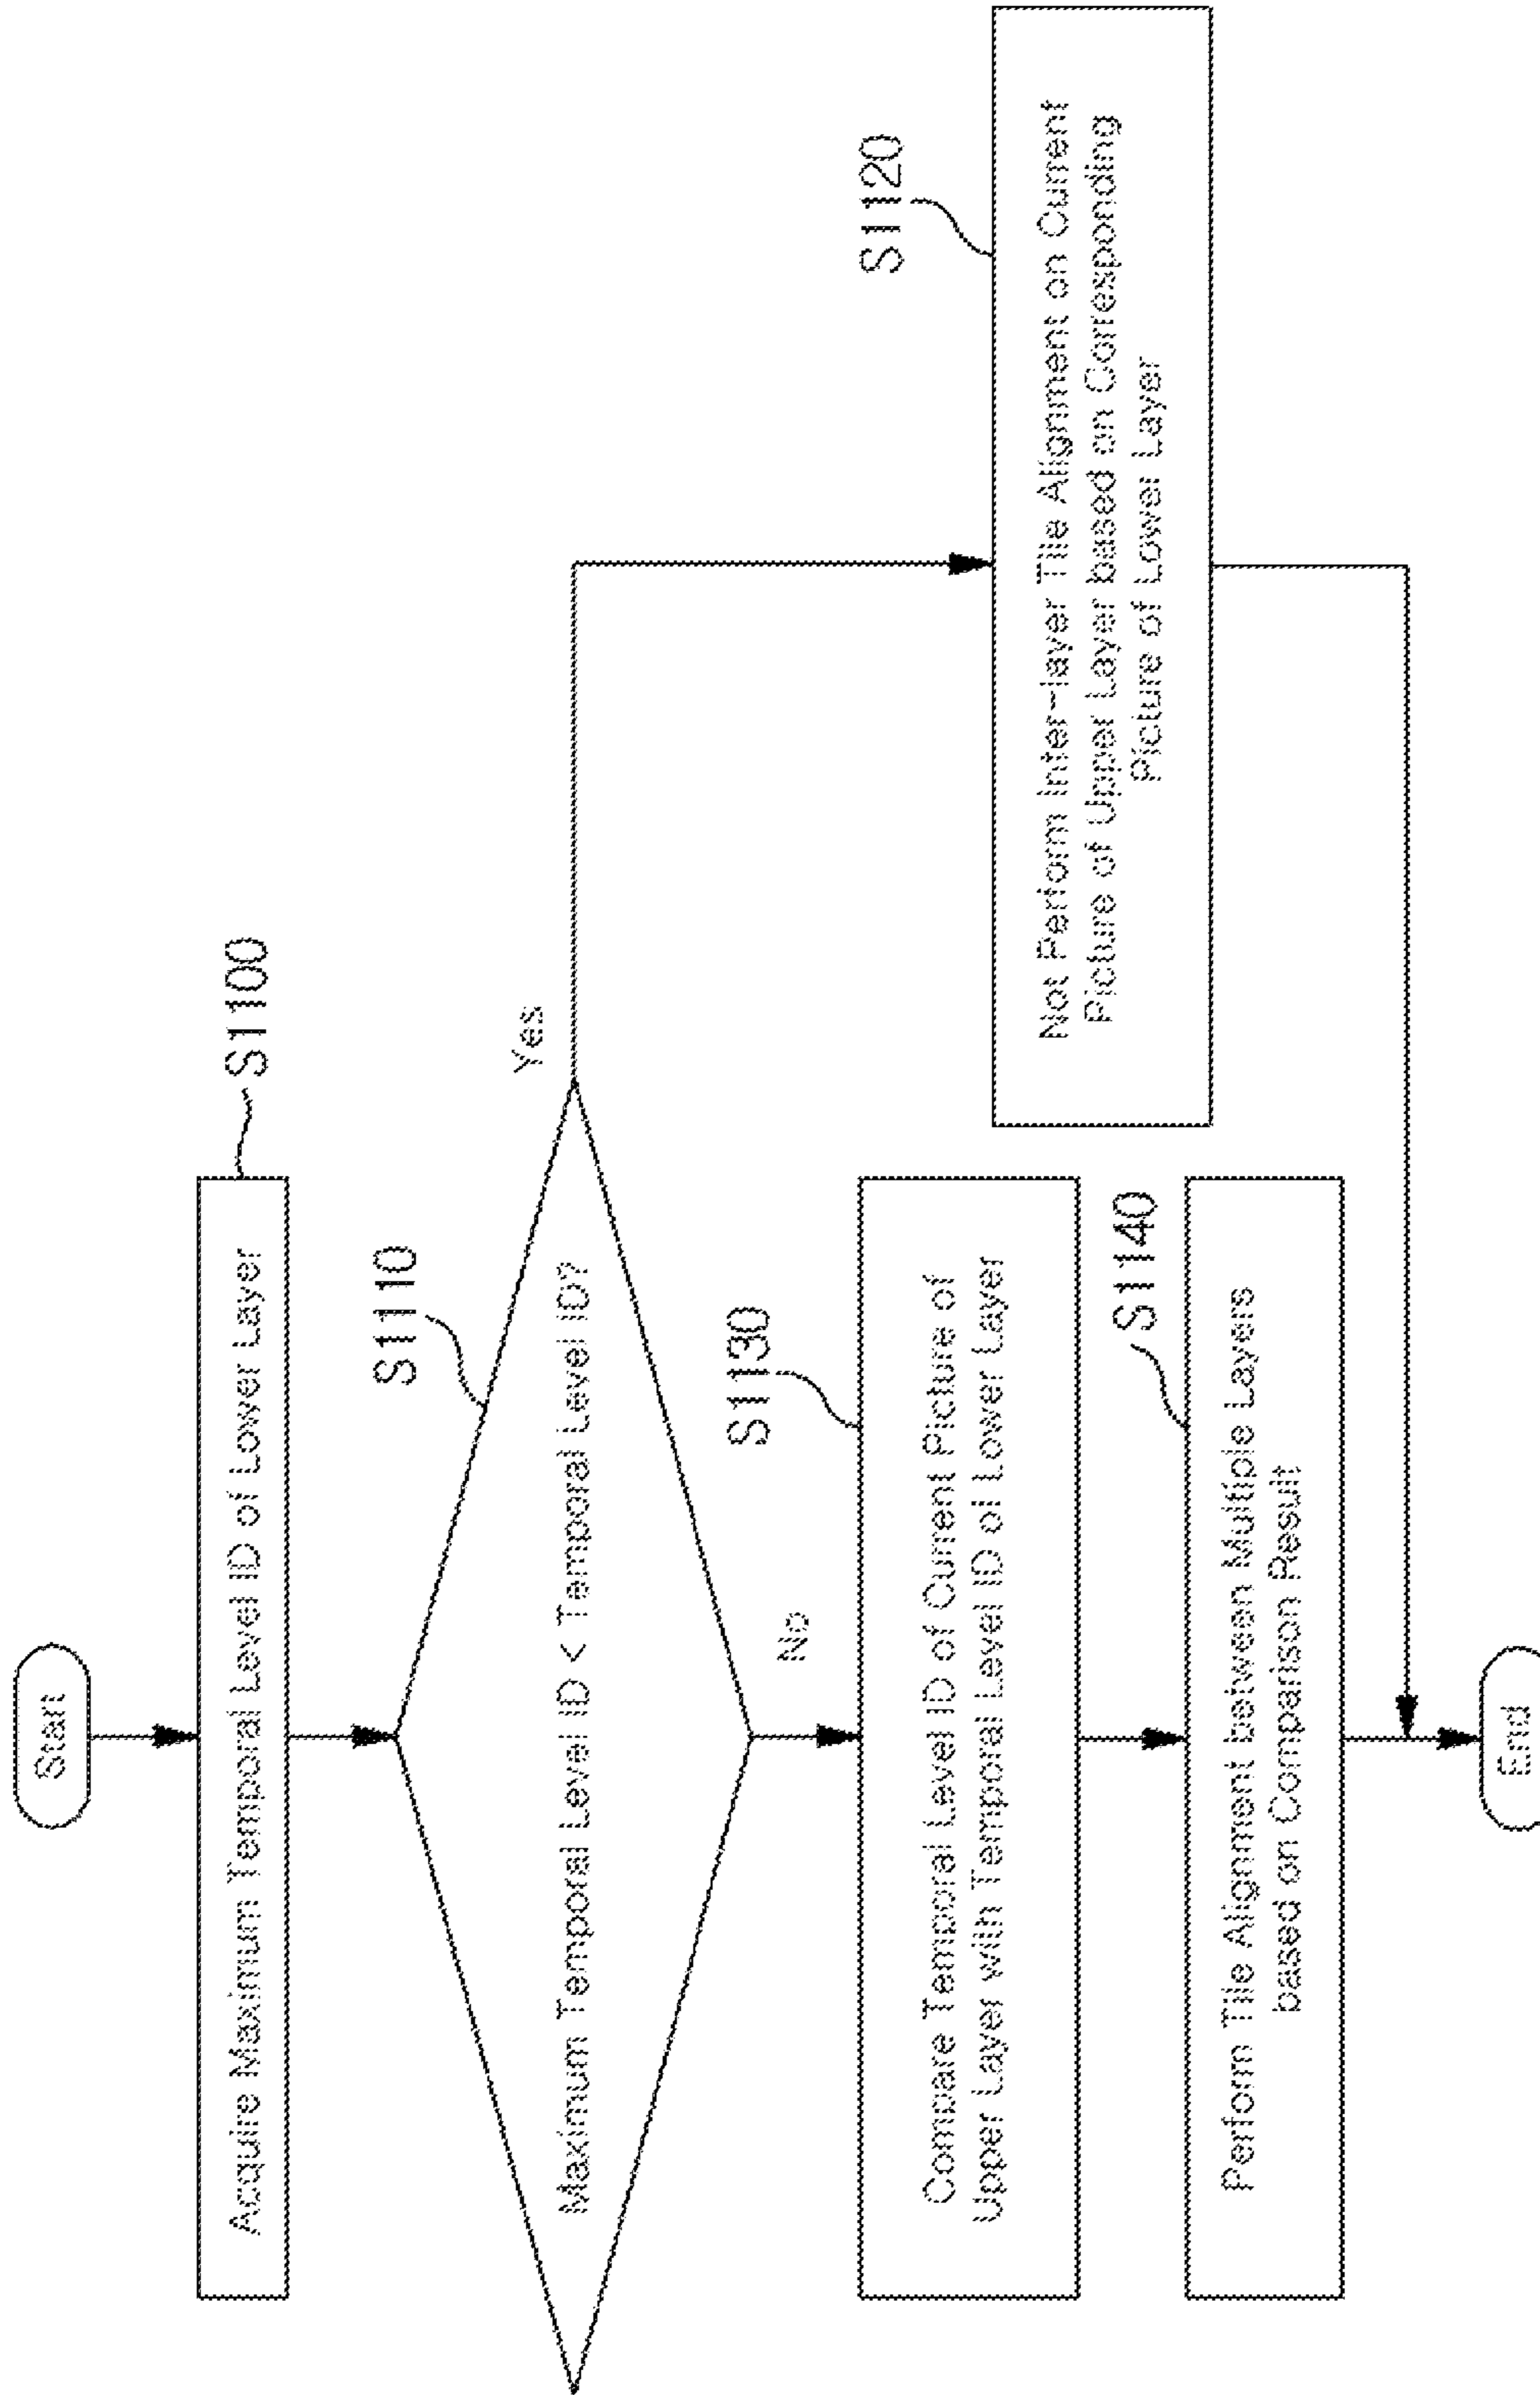 Start
S1100
Acquire Maximum Temporal Level ID of Lower Layer
S1110
Maximum Temporal Level ID < Temporal Level ID?
Yes
No
S1120
Not Perform Inter-layer Tile Alignment on Current
Picture of Upper Layer based on Corresponding
Picture of Lower Layer
S1130
Compare Temporal Level ID of Current Picture of
Upper Layer with Temporal Level ID of Lower Layer
S1140
Perform Tile Alignment between Multiple Layers
based on Comparison Result
End